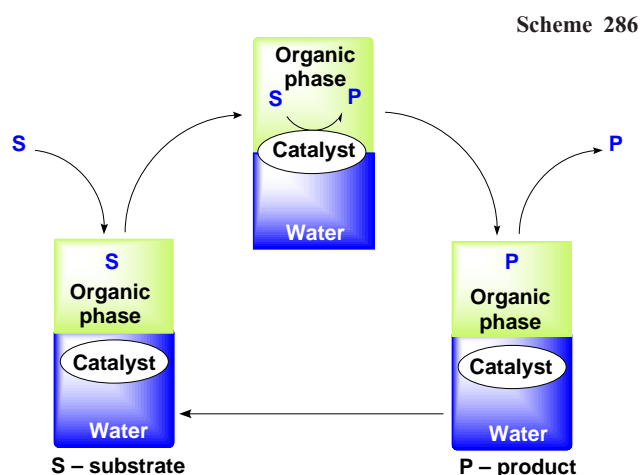 Scheme 286
Organic
phase
S P
Catalyst
Water
S
P
S
Organic
phase
Catalyst
Water
S – substrate
P
Organic
phase
Catalyst
Water
P – product